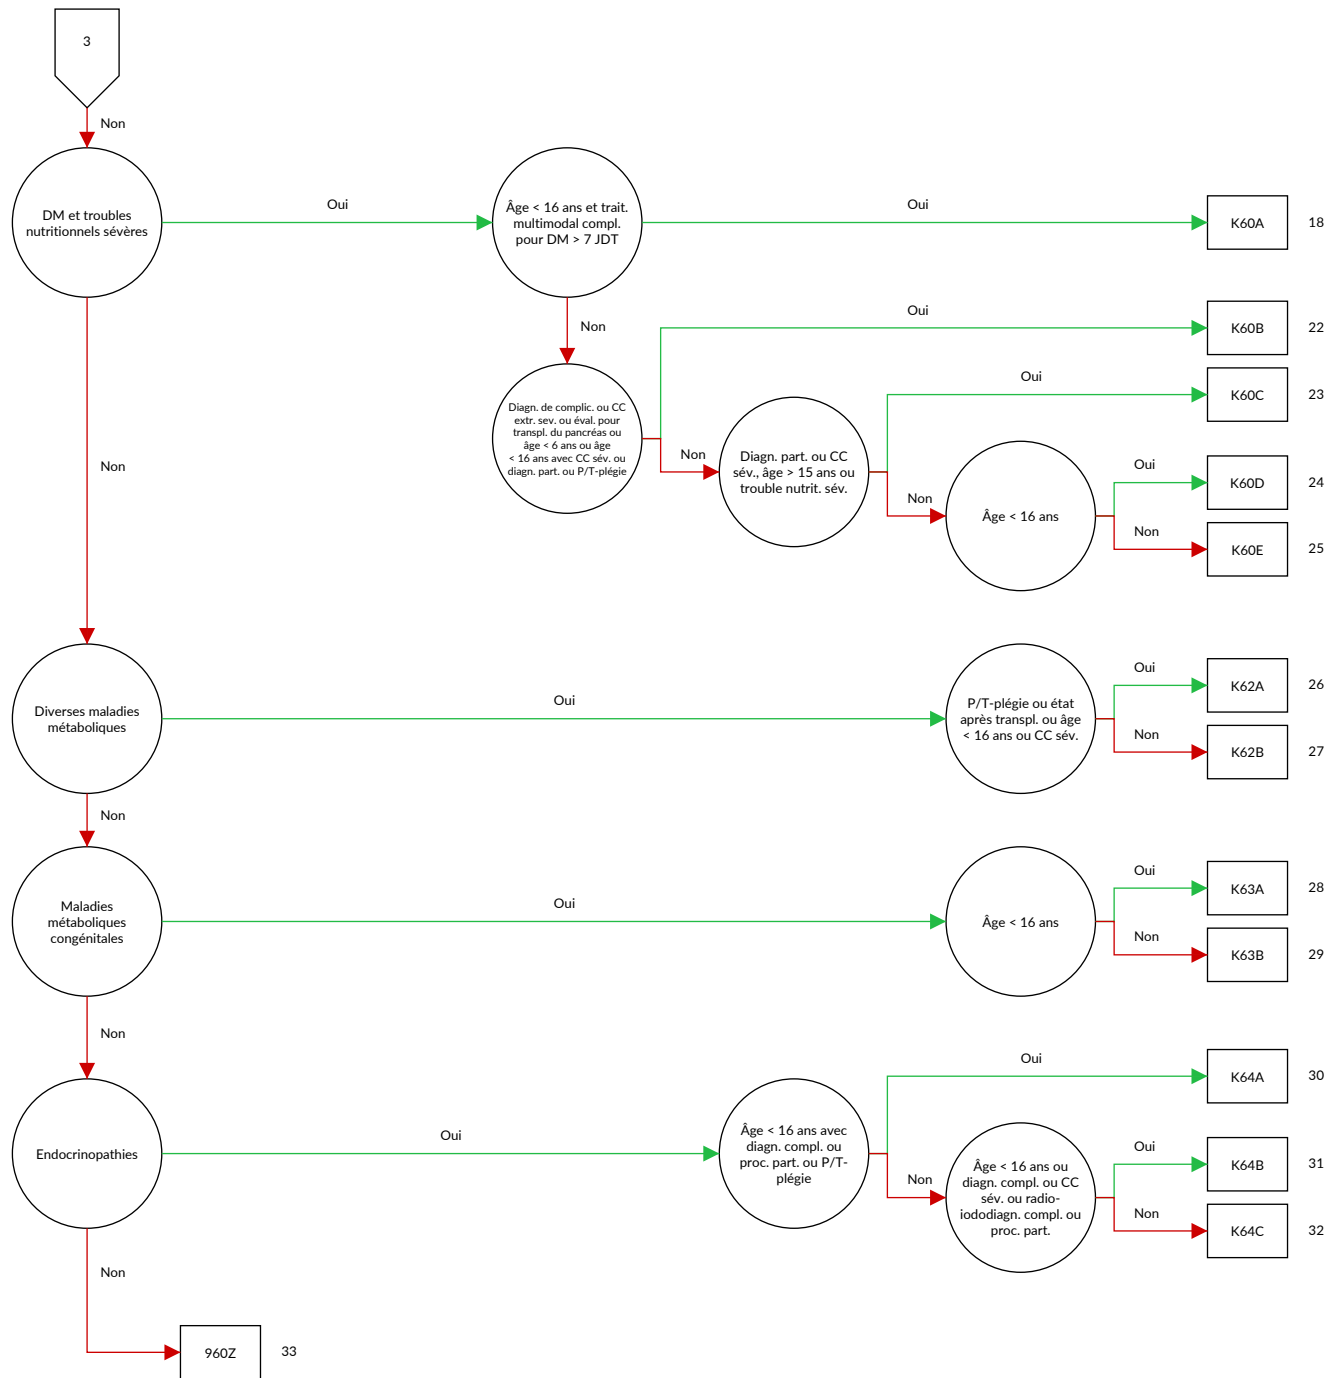 3
Non
DM et troubles
nutritionnels sévères
Oui
Âge < 16 ans et trait.
multimodal compl.
pour DM > 7 JDT
Oui
K60A
18
Non
Diagn. de complic. ou CC
extr. sev. ou éval. pour
transpl. du pancréas ou
âge < 6 ans ou âge
< 16 ans avec CC sév. ou
diagn. part. ou P/T-plégie
Oui
K60B
22
Non
Diagn. part. ou CC
sév., âge > 15 ans ou
trouble nutrit. sév.
Oui
K60C
23
Non
Âge < 16 ans
Oui
K60D
24
Non
K60E
25
Non
Diverses maladies
métaboliques
Oui
P/T-plégie ou état
après transpl. ou âge
< 16 ans ou CC sév.
Oui
K62A
26
Non
K62B
27
Non
Maladies
métaboliques
congénitales
Oui
Âge < 16 ans
Oui
K63A
28
Non
K63B
29
Non
Endocrinopathies
Oui
Âge < 16 ans avec
diagn. compl. ou
proc. part. ou P/T-
plégie
Oui
K64A
30
Non
Âge < 16 ans ou
diagn. compl. ou CC
sév. ou radio-
iododiagn. compl. ou
proc. part.
Oui
K64B
31
Non
K64C
32
Non
960Z
33